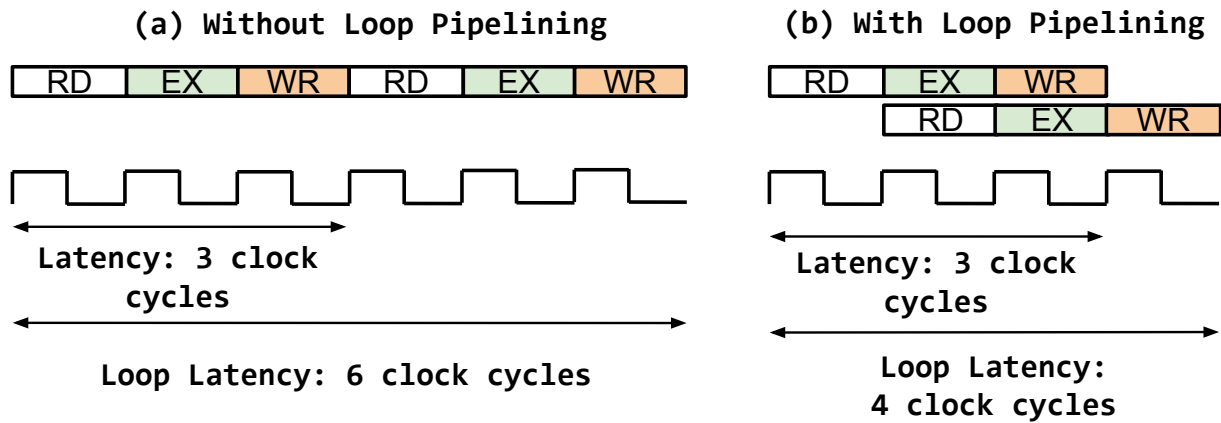 (a) Without Loop Pipelining
RD EX WR RD EX WR
Latency: 3 clock
cycles
Loop Latency: 6 clock cycles
(b) With Loop Pipelining
RD EX WR
RD EX WR
Latency: 3 clock
cycles
Loop Latency:
4 clock cycles